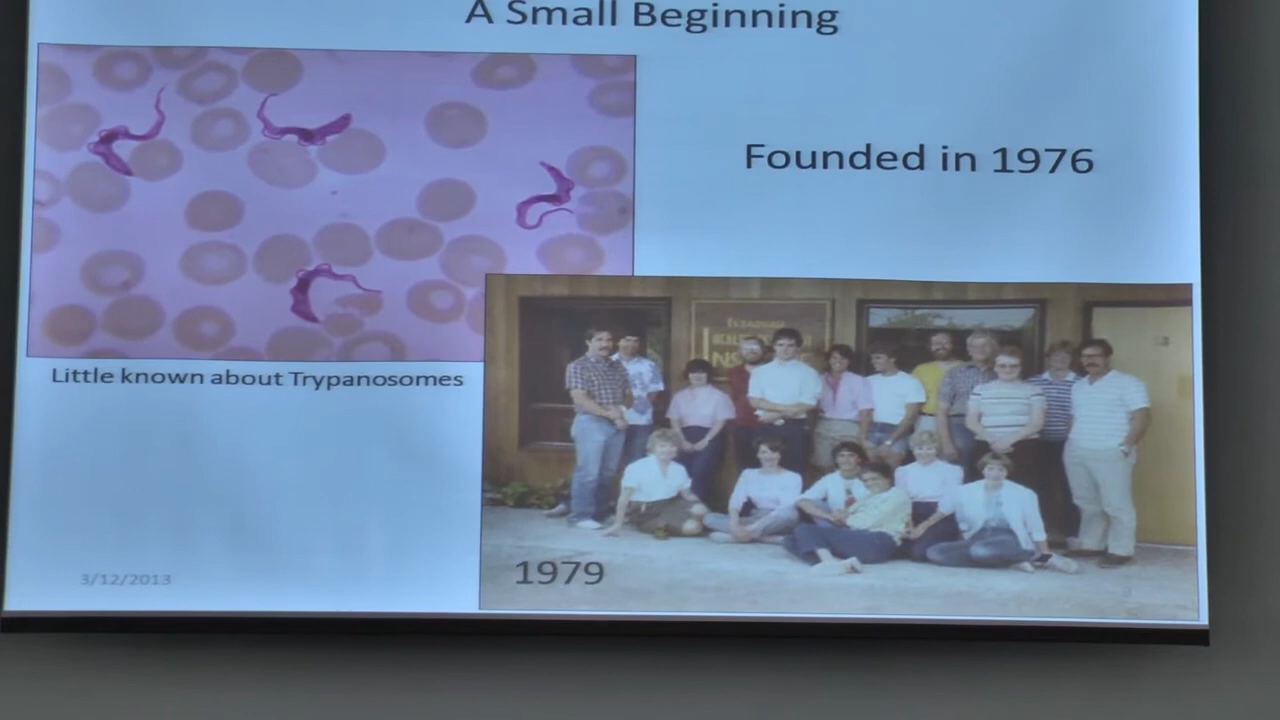 A Small Beginning
Founded in 1976
Little known about Trypanosomes
1979
3/12/2013